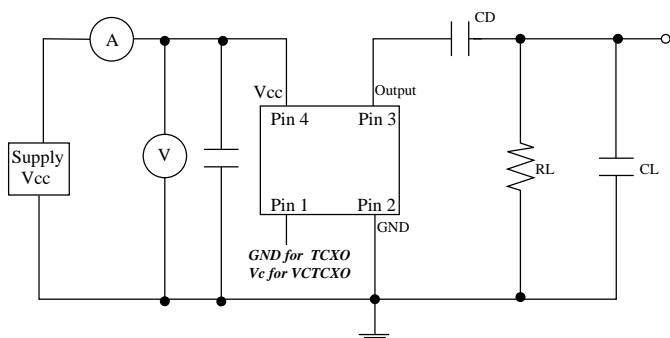 A
CD
Vcc
Output
Pin 4
Pin 3
Supply
Vcc
V
RL
CL
Pin 1
Pin 2
GND
GND for TCXO
Vc for VCTCXO